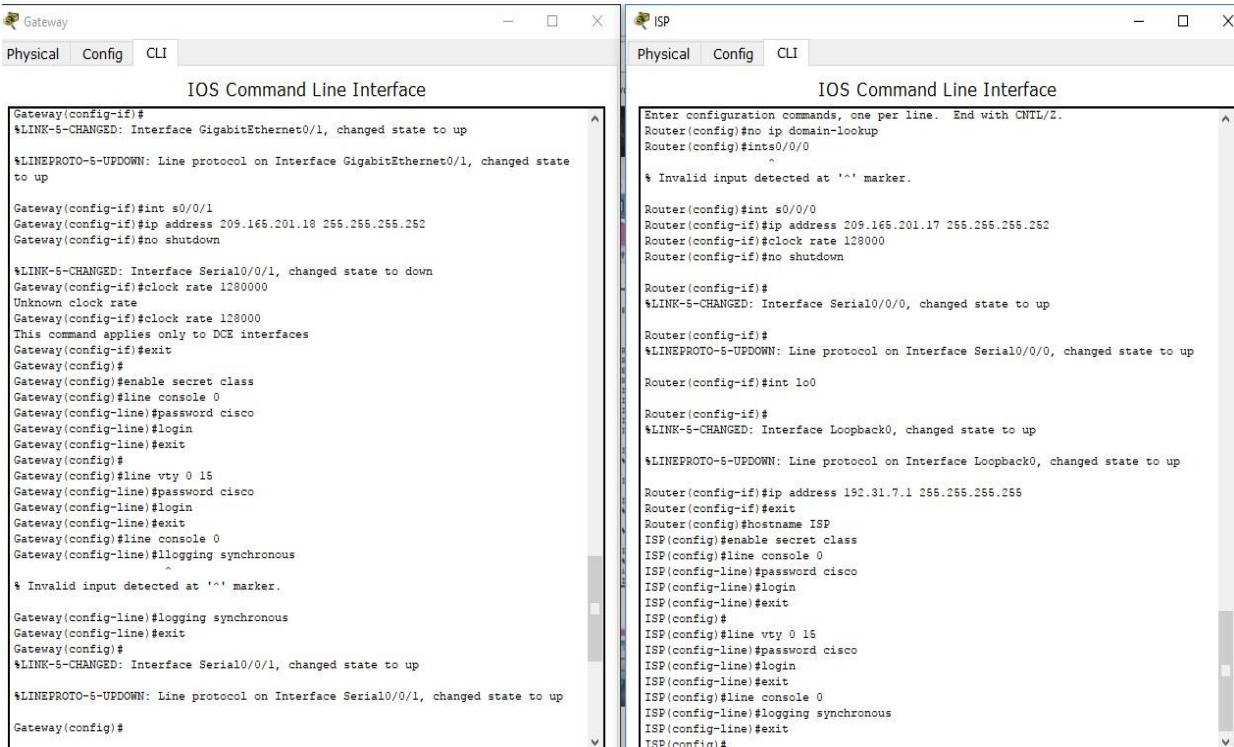 Gateway
Physical Config CLI
IOS Command Line Interface
Gateway(config-if)#
%LINK-5-CHANGED: Interface GigabitEthernet0/1, changed state to up
%LINEPROTO-5-UPDOWN: Line protocol on Interface GigabitEthernet0/1, changed state
to up
Gateway(config-if)#int s0/0/1
Gateway(config-if)#ip address 209.165.201.18 255.255.255.252
Gateway(config-if)#no shutdown
%LINK-5-CHANGED: Interface Serial0/0/1, changed state to down
Gateway(config-if)#clock rate 1280000
Unknown clock rate
Gateway(config-if)#clock rate 128000
This command applies only to DCE interfaces
Gateway(config-if)#exit
Gateway(config)#
Gateway(config)#enable secret class
Gateway(config)#line console 0
Gateway(config-line)#password cisco
Gateway(config-line)#login
Gateway(config-line)#exit
Gateway(config)#
Gateway(config)#line vty 0 15
Gateway(config-line)#password cisco
Gateway(config-line)#login
Gateway(config-line)#exit
Gateway(config)#line console 0
Gateway(config-line)#llogging synchronous
^
% Invalid input detected at '^' marker.
Gateway(config-line)#logging synchronous
Gateway(config-line)#exit
Gateway(config)#
%LINK-5-CHANGED: Interface Serial0/0/1, changed state to up
%LINEPROTO-5-UPDOWN: Line protocol on Interface Serial0/0/1, changed state to up
Gateway(config)#
ISP
Physical Config CLI
IOS Command Line Interface
Enter configuration commands, one per line. End with CNTL/Z.
Router(config)#no ip domain-lookup
Router(config)#ints0/0/0
^
% Invalid input detected at '^' marker.
Router(config)#int s0/0/0
Router(config-if)#ip address 209.165.201.17 255.255.255.252
Router(config-if)#clock rate 128000
Router(config-if)#no shutdown
Router(config-if)#
%LINK-5-CHANGED: Interface Serial0/0/0, changed state to up
Router(config-if)#
%LINEPROTO-5-UPDOWN: Line protocol on Interface Serial0/0/0, changed state to up
Router(config-if)#int lo0
Router(config-if)#
%LINK-5-CHANGED: Interface Loopback0, changed state to up
%LINEPROTO-5-UPDOWN: Line protocol on Interface Loopback0, changed state to up
Router(config-if)#ip address 192.31.7.1 255.255.255.255
Router(config-if)#exit
Router(config)#hostname ISP
ISP(config)#enable secret class
ISP(config)#line console 0
ISP(config-line)#password cisco
ISP(config-line)#login
ISP(config-line)#exit
ISP(config)#
ISP(config)#line vty 0 15
ISP(config-line)#password cisco
ISP(config-line)#login
ISP(config-line)#exit
ISP(config)#line console 0
ISP(config-line)#logging synchronous
ISP(config-line)#exit
ISP(config)#